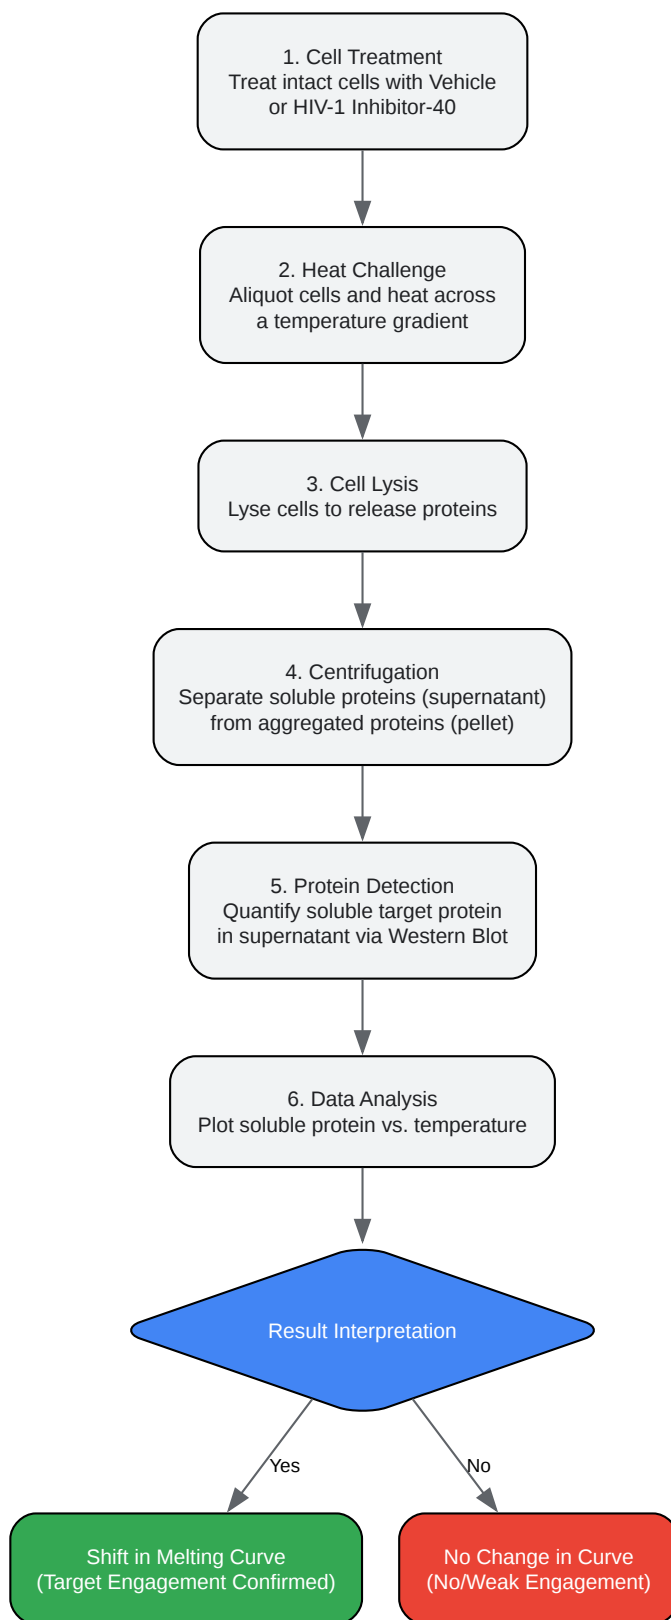 1. Cell Treatment
Treat intact cells with Vehicle
or HIV-1 Inhibitor-40
2. Heat Challenge
Aliquot cells and heat across
a temperature gradient
3. Cell Lysis
Lyse cells to release proteins
4. Centrifugation
Separate soluble proteins (supernatant)
from aggregated proteins (pellet)
5. Protein Detection
Quantify soluble target protein
in supernatant via Western Blot
6. Data Analysis
Plot soluble protein vs. temperature
Result Interpretation
Yes
No
Shift in Melting Curve
(Target Engagement Confirmed)
No Change in Curve
(No/Weak Engagement)